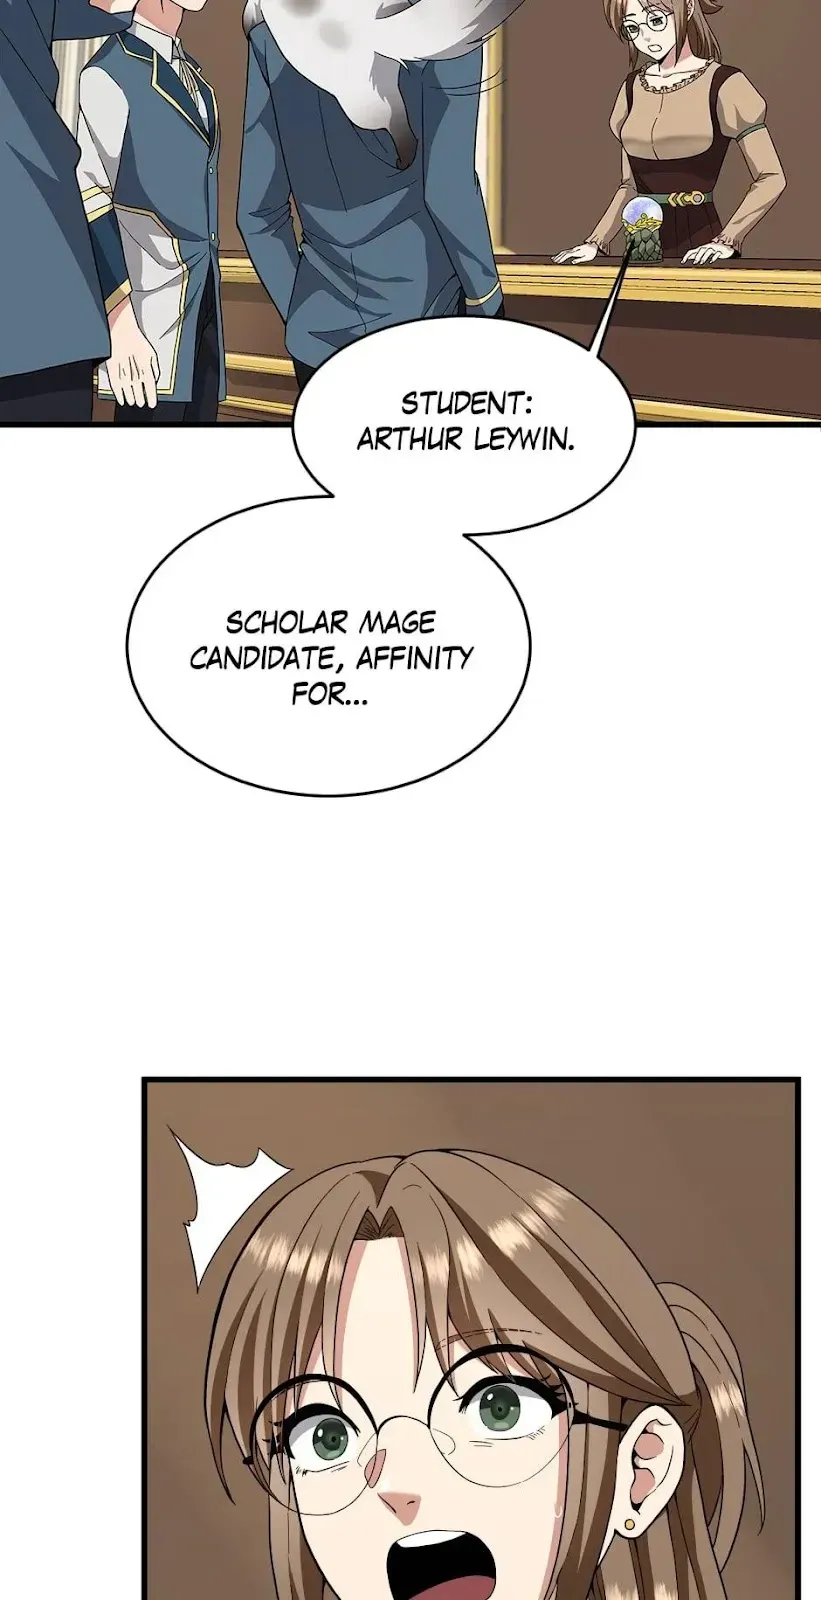 STUDENT:
ARTHUR LEYWIN.
SCHOLAR MAGE
CANDIDATE, AFFINITY
FOR...